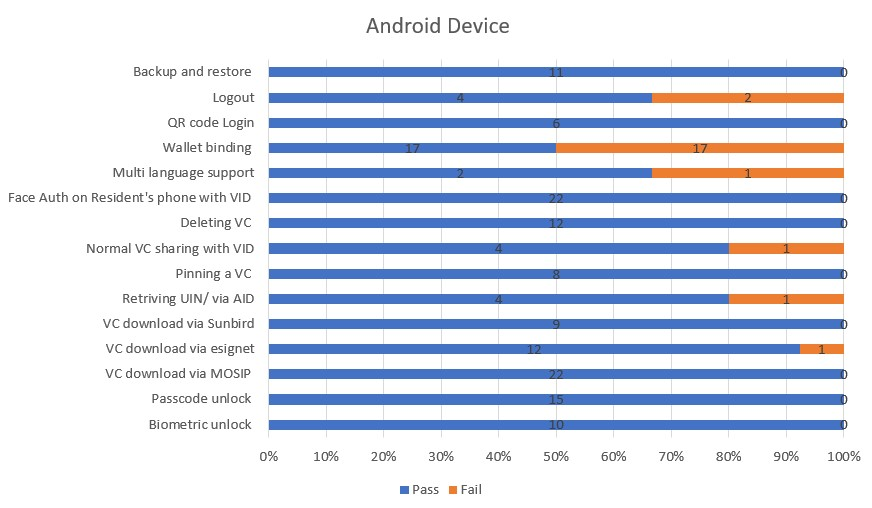 Android Device
Backup and restore 11 0
Logout 4 2
QR code Login 6 0
Wallet binding 17 17
Multi language support 2 1
Face Auth on Resident's phone with VID 22 0
Deleting VC 12 0
Normal VC sharing with VID 4 1
Pinning a VC 8 0
Retriving UIN/ via AID 4 1
VC download via Sunbird 9 0
VC download via esignet 12 1
VC download via MOSIP 22 0
Passcode unlock 15 0
Biometric unlock 10 0
0% 10% 20% 30% 40% 50% 60% 70% 80% 90% 100%
Pass Fail